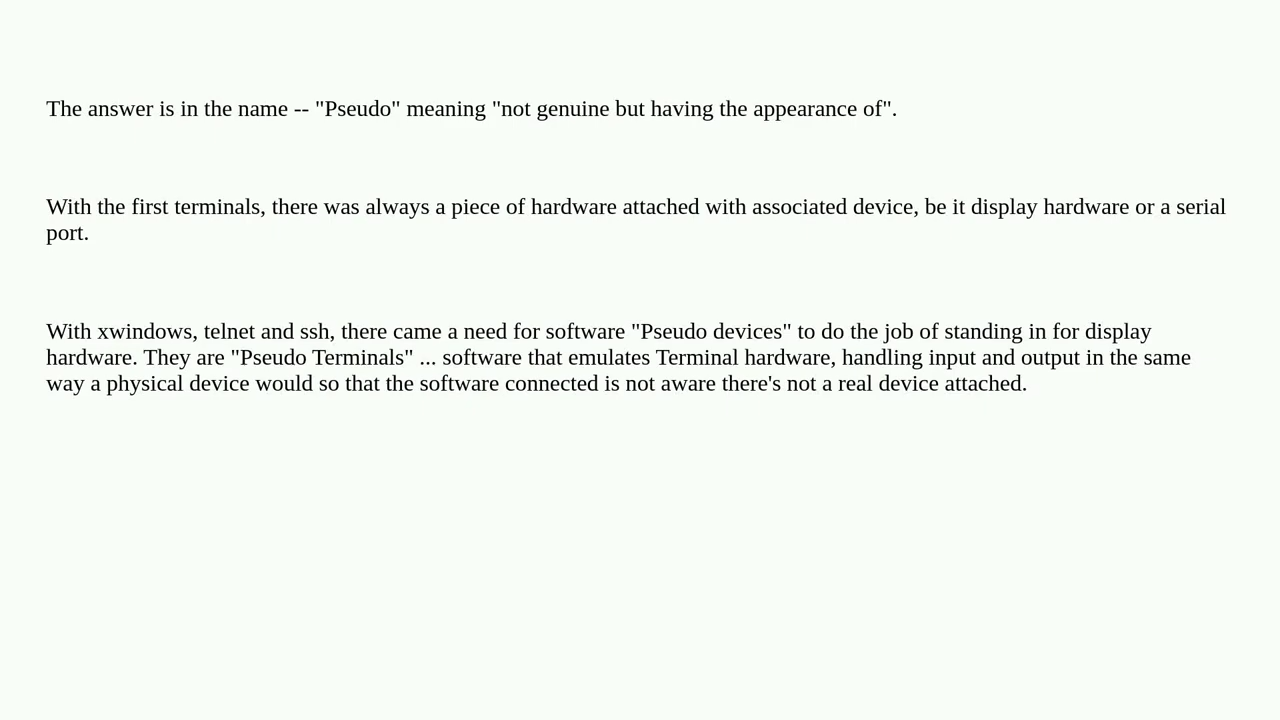 The answer is in the name -- "Pseudo" meaning "not genuine but having the appearance of".
With the first terminals, there was always a piece of hardware attached with associated device, be it display hardware or a serial
port.
With xwindows, telnet and ssh, there came a need for software "Pseudo devices" to do the job of standing in for display
hardware. They are "Pseudo Terminals" ... software that emulates Terminal hardware, handling input and output in the same
way a physical device would so that the software connected is not aware there's not a real device attached.